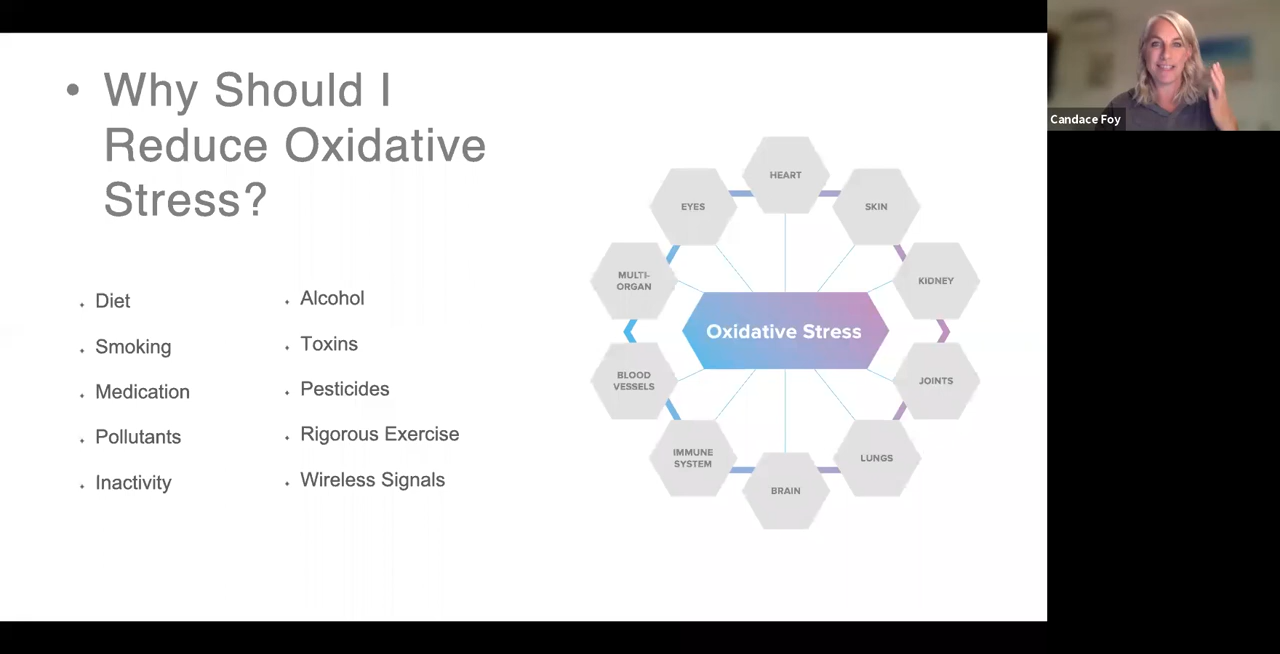 • Why Should I
Reduce Oxidative
Stress?
• Diet
• Smoking
• Medication
• Pollutants
• Inactivity
• Alcohol
• Toxins
• Pesticides
• Rigorous Exercise
• Wireless Signals
HEART
EYES
SKIN
MULTI-
ORGAN
KIDNEY
Oxidative Stress
BLOOD
VESSELS
JOINTS
IMMUNE
SYSTEM
LUNGS
BRAIN
Candace Foy